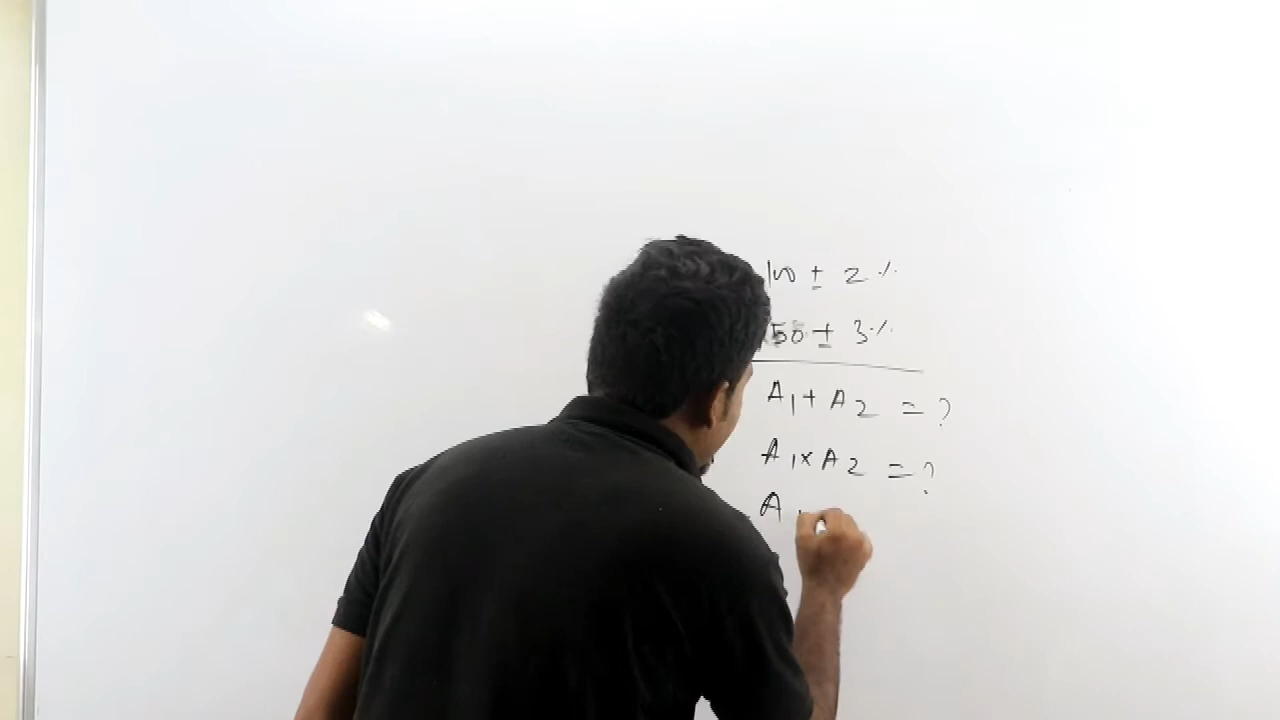 100 ± 2%
50 ± 3%
A1 + A2 = ?
A1 × A2 = ?
A